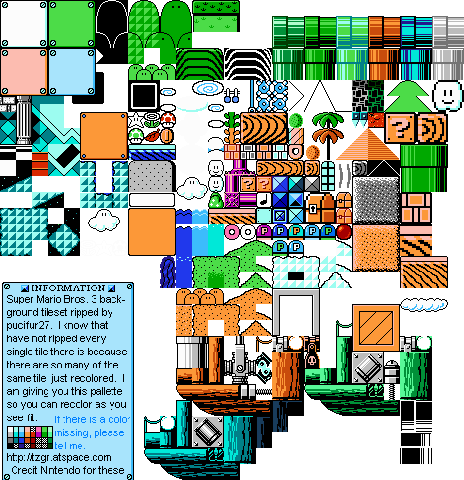 INFORMATION
Super Mario Bros. 3 back-
ground tileset ripped by
pucifur27. I know that
have not ripped every
single tile there is because
there are so many of the
same tile just recolored. I
am giving you this pallete
so you can recolor as you
see fit.
If there is a color
missing, please
tell me.
http://tzgr.atspace.com
Credit Nintendo for these